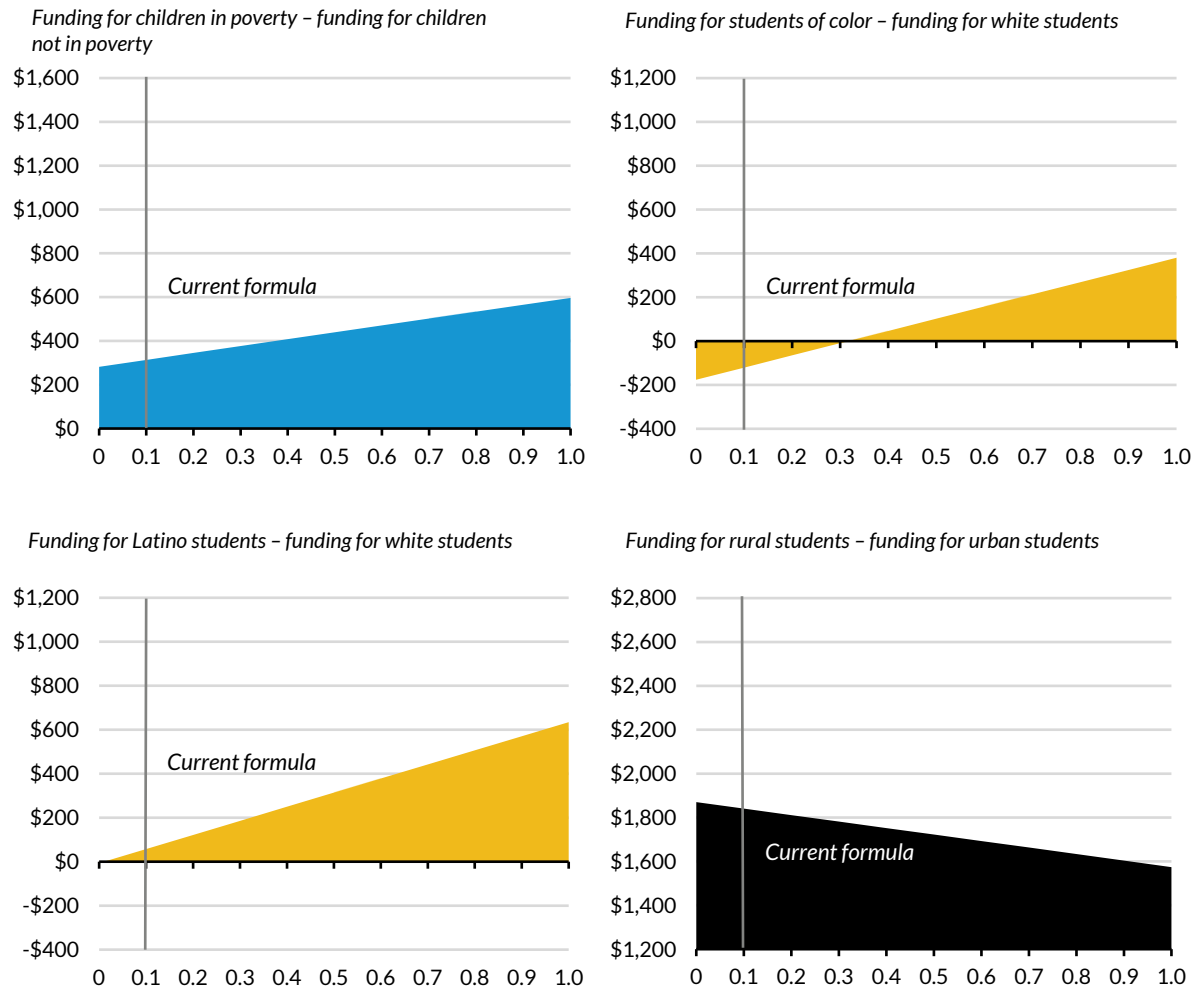 Funding for children in poverty – funding for children
not in poverty
$1,600
$1,400
$1,200
$1,000
$800
$600
$400
$200
$0
Current formula
0 0.1 0.2 0.3 0.4 0.5 0.6 0.7 0.8 0.9 1.0
Funding for students of color – funding for white students
$1,200
$1,000
$800
$600
$400
$200
$0
-$200
-$400
Current formula
0 0.1 0.2 0.3 0.4 0.5 0.6 0.7 0.8 0.9 1.0
Funding for Latino students – funding for white students
$1,200
$1,000
$800
$600
$400
$200
$0
-$200
-$400
Current formula
0 0.1 0.2 0.3 0.4 0.5 0.6 0.7 0.8 0.9 1.0
Funding for rural students – funding for urban students
$2,800
$2,600
$2,400
$2,200
$2,000
$1,800
$1,600
$1,400
$1,200
Current formula
0 0.1 0.2 0.3 0.4 0.5 0.6 0.7 0.8 0.9 1.0